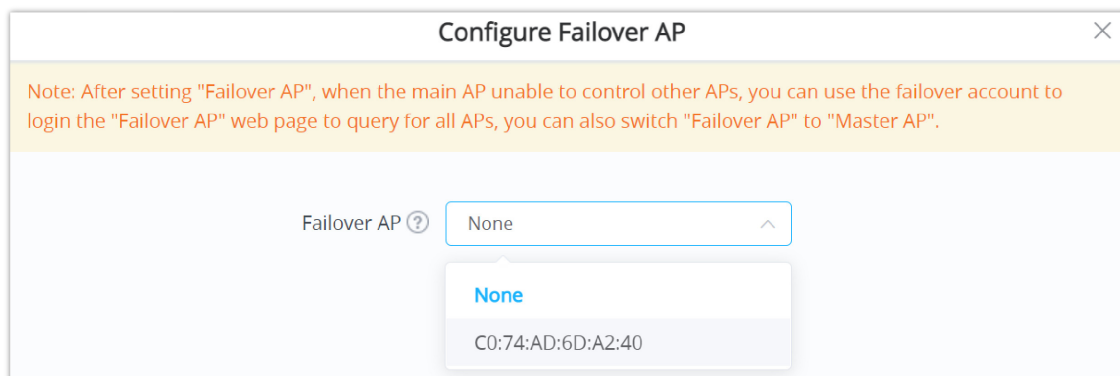 Configure Failover AP
Note: After setting "Failover AP", when the main AP unable to control other APs, you can use the failover account to
login the "Failover AP" web page to query for all APs, you can also switch "Failover AP" to "Master AP".
Failover AP ? None
None
C0:74:AD:6D:A2:40